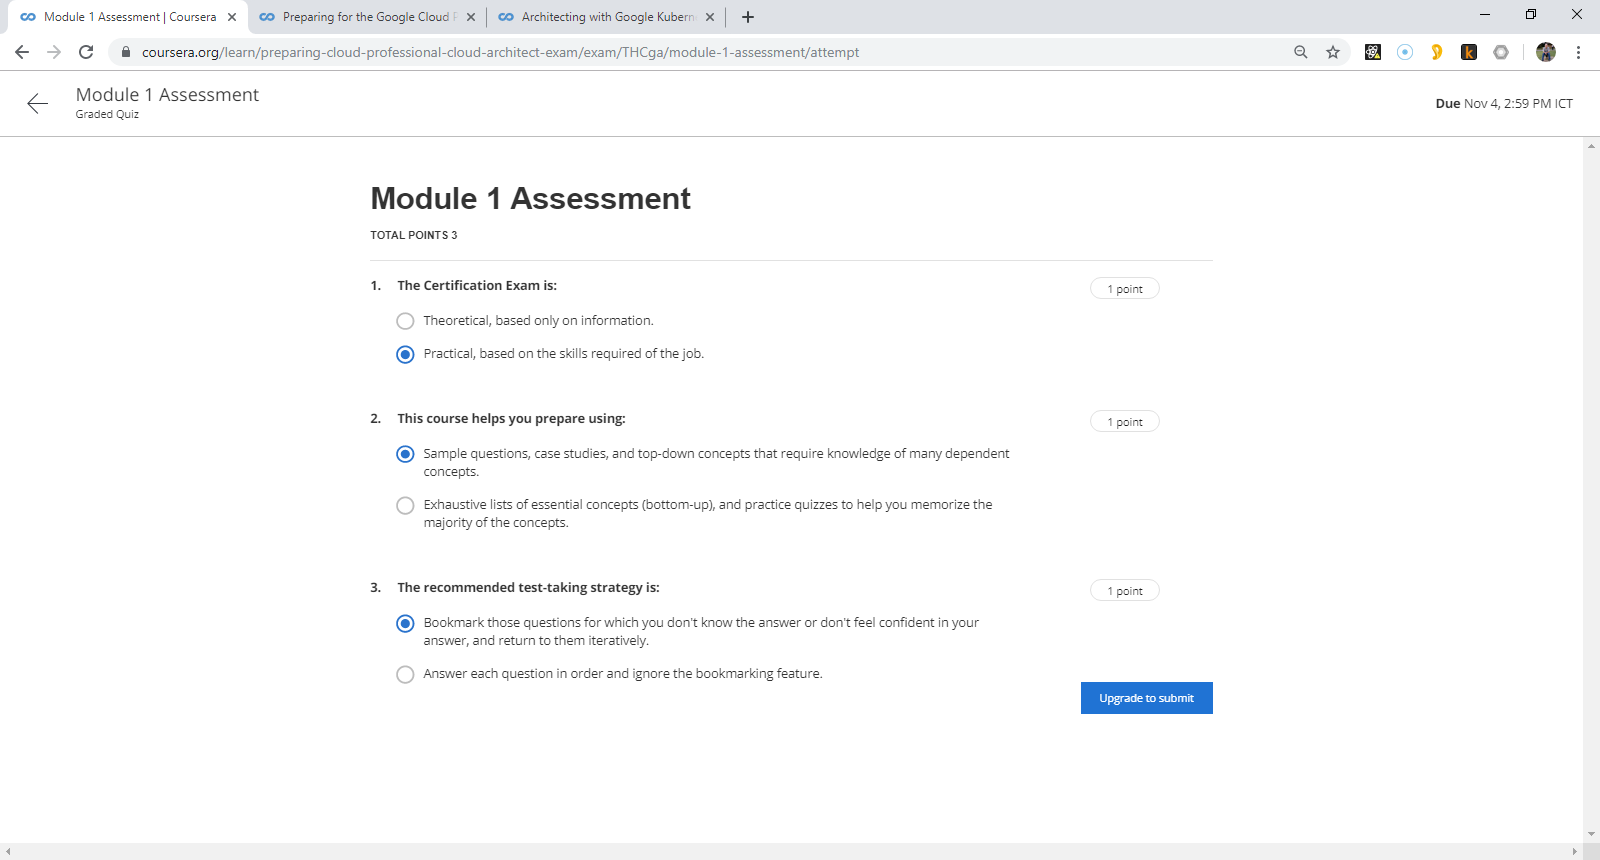 Module 1 Assessment | Coursera
Preparing for the Google Cloud
Architecting with Google Kubern
coursera.org/learn/preparing-cloud-professional-cloud-architect-exam/exam/THCga/module-1-assessment/attempt
Module 1 Assessment
Graded Quiz
Due Nov 4, 2:59 PM ICT
Module 1 Assessment
TOTAL POINTS 3
1. The Certification Exam is:
1 point
Theoretical, based only on information.
Practical, based on the skills required of the job.
2. This course helps you prepare using:
1 point
Sample questions, case studies, and top-down concepts that require knowledge of many dependent
concepts.
Exhaustive lists of essential concepts (bottom-up), and practice quizzes to help you memorize the
majority of the concepts.
3. The recommended test-taking strategy is:
1 point
Bookmark those questions for which you don't know the answer or don't feel confident in your
answer, and return to them iteratively.
Answer each question in order and ignore the bookmarking feature.
Upgrade to submit